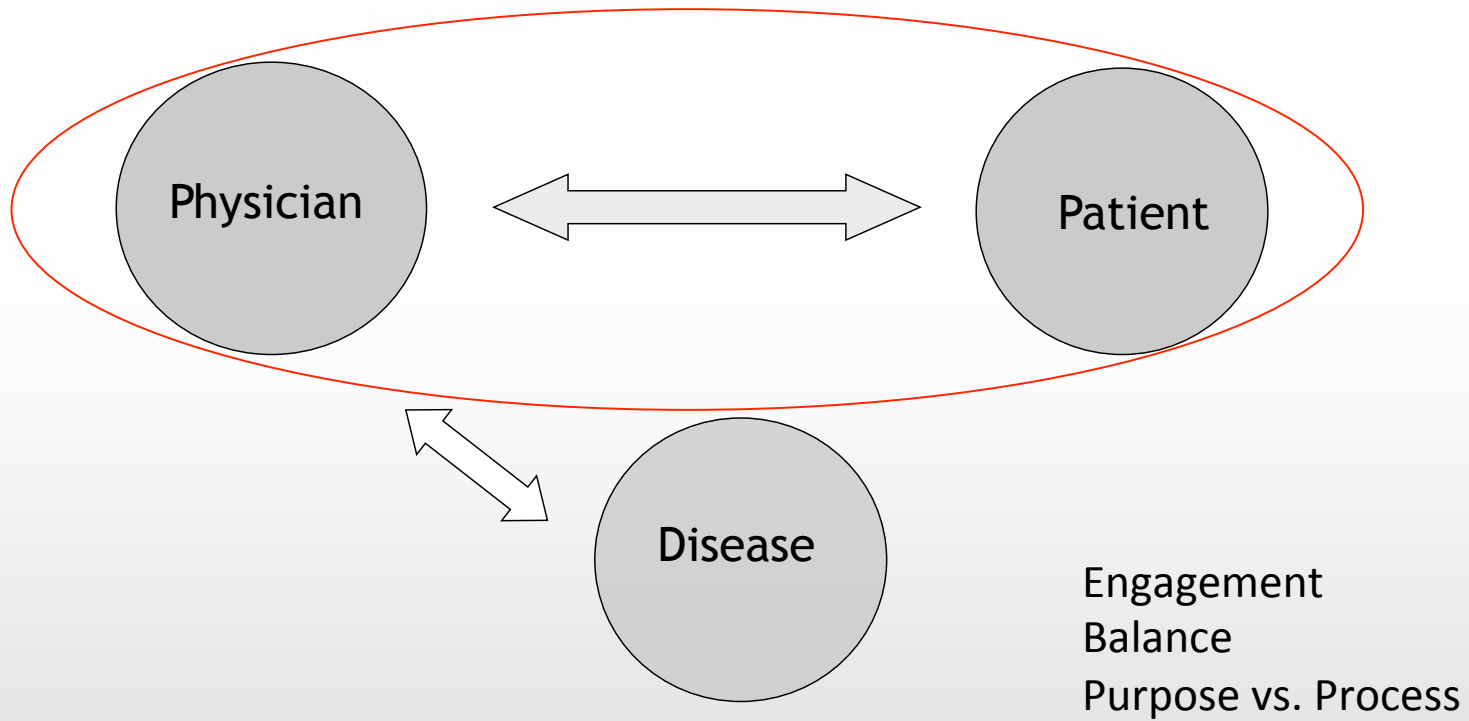 Physician
Patient
Disease
Engagement
Balance
Purpose vs. Process